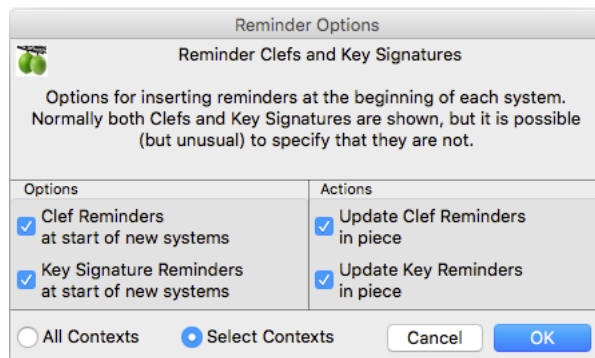 Reminder Options
Reminder Clefs and Key Signatures
Options for inserting reminders at the beginning of each system.
Normally both Clefs and Key Signatures are shown, but it is possible
(but unusual) to specify that they are not.
Options
Actions
Clef Reminders
at start of new systems
Update Clef Reminders
in piece
Key Signature Reminders
at start of new systems
Update Key Reminders
in piece
All Contexts
Select Contexts
Cancel
OK